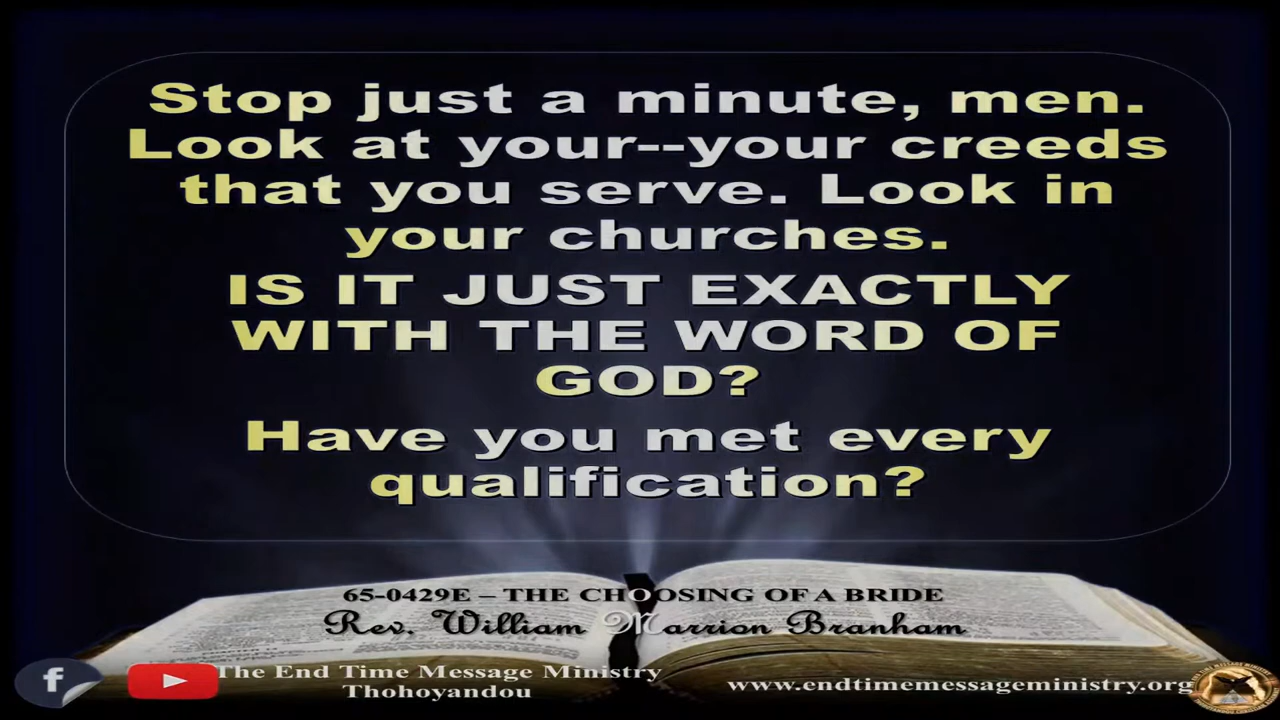 Stop just a minute, men.
Look at your--your creeds
that you serve. Look in
your churches.
IS IT JUST EXACTLY
WITH THE WORD OF
GOD?
Have you met every
qualification?
65-0429E – THE CHOOSING OF A BRIDE
Rev. William Marrion Branham
The End Time Message Ministry
Thohoyandou
www.endtimemessageministry.org